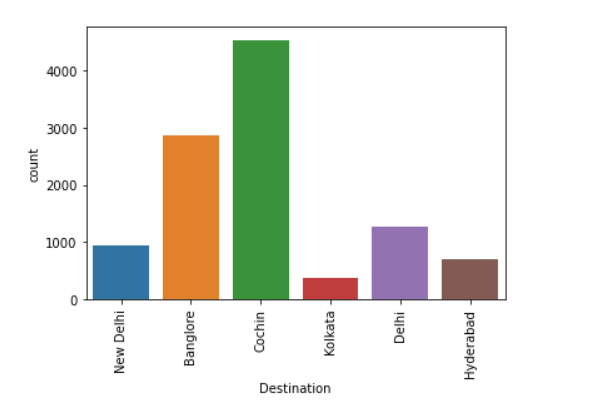 4000
3000
2000
1000
0
count
New Delhi
Banglore
Cochin
Kolkata
Delhi
Hyderabad
Destination